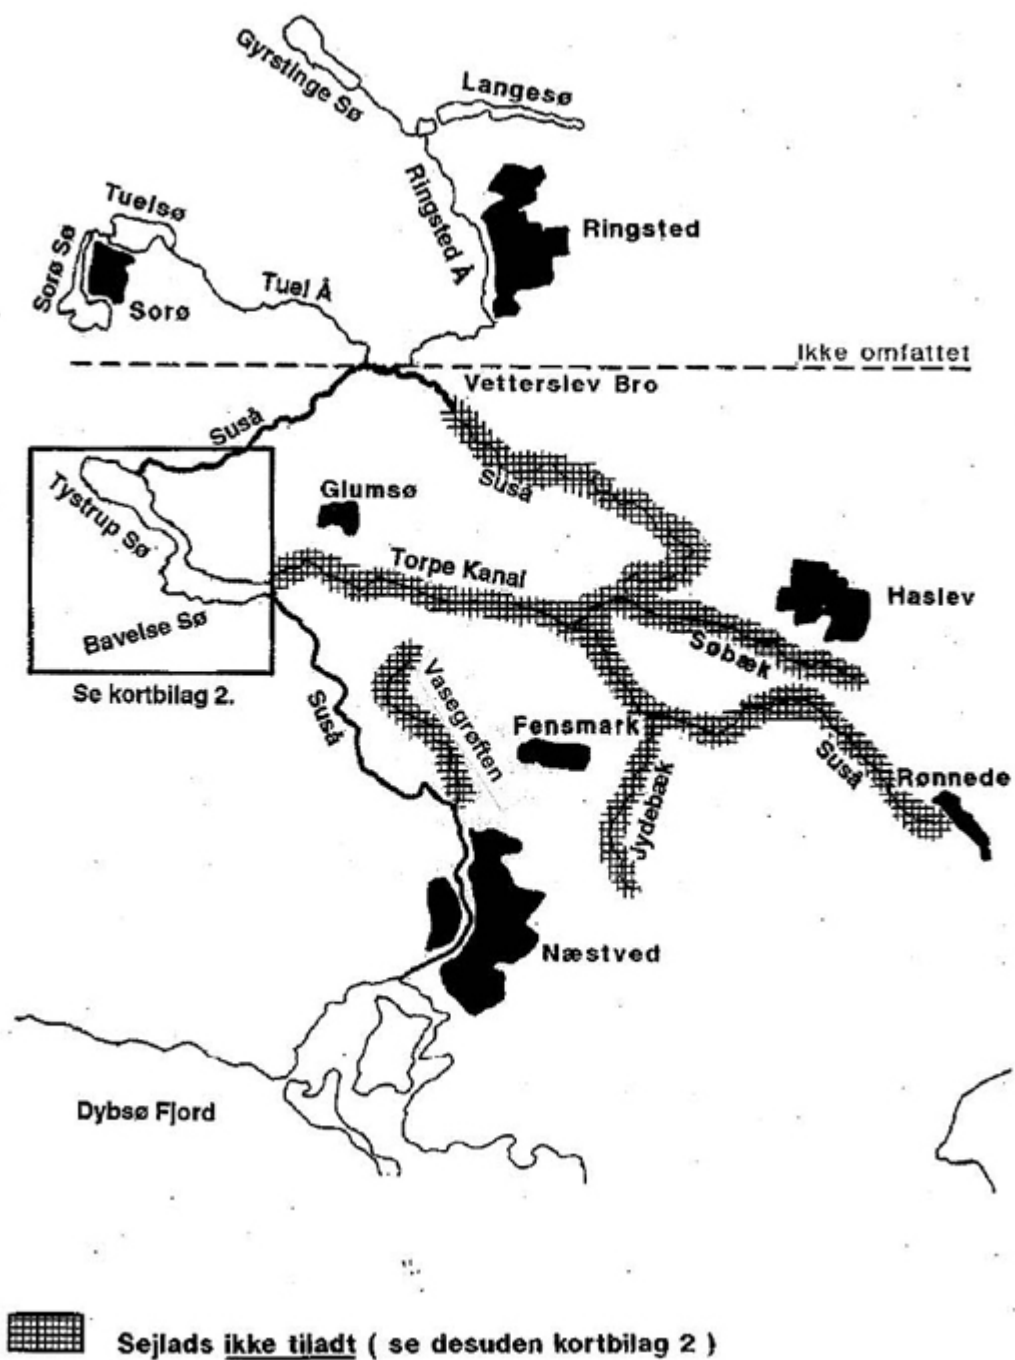 Gyrstinge Sø
Langesø
Ringsted Å
Ringsted
Tuelsø
Sorø Sø
Sorø
Tuel Å
Ikke omfattet
Vetterslev Bro
Suså
Suså
Tystrup Sø
Glumsø
Torpe Kanal
Haslev
Bavelse Sø
Søbæk
Se kortbilag 2.
Suså
Vasegrøften
Fensmark
Jydebæk
Suså
Rønnede
Næstved
Dybsø Fjord
Sejlads ikke tiladt ( se desuden kortbilag 2 )